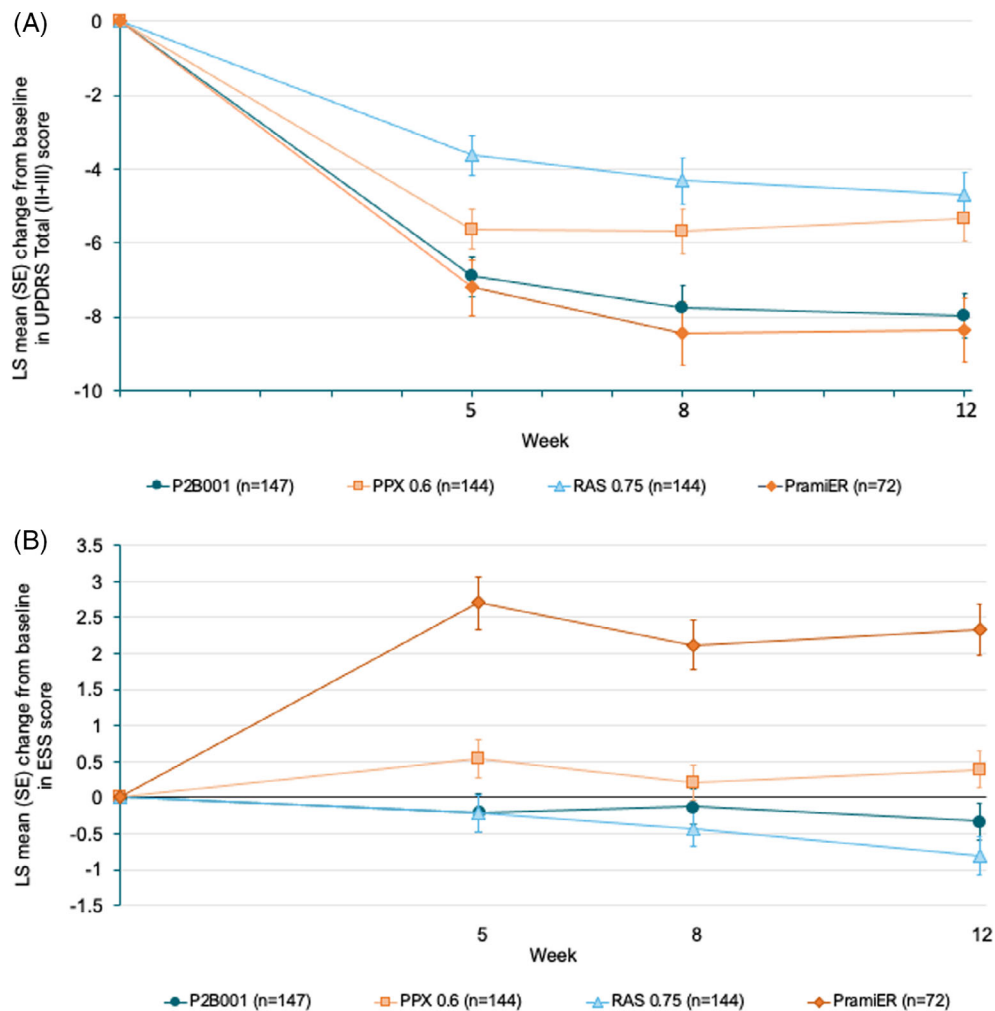 (A)
LS mean (SE) change from baseline
in UPDRS Total (II+III) score
0
-2
-4
-6
-8
-10
5 8 12
Week
P2B001 (n=147) PPX 0.6 (n=144) RAS 0.75 (n=144) PramiER (n=72)
(B)
LS mean (SE) change from baseline
in ESS score
3.5
3
2.5
2
1.5
1
0.5
0
-0.5
-1
-1.5
5 8 12
Week
P2B001 (n=147) PPX 0.6 (n=144) RAS 0.75 (n=144) PramiER (n=72)